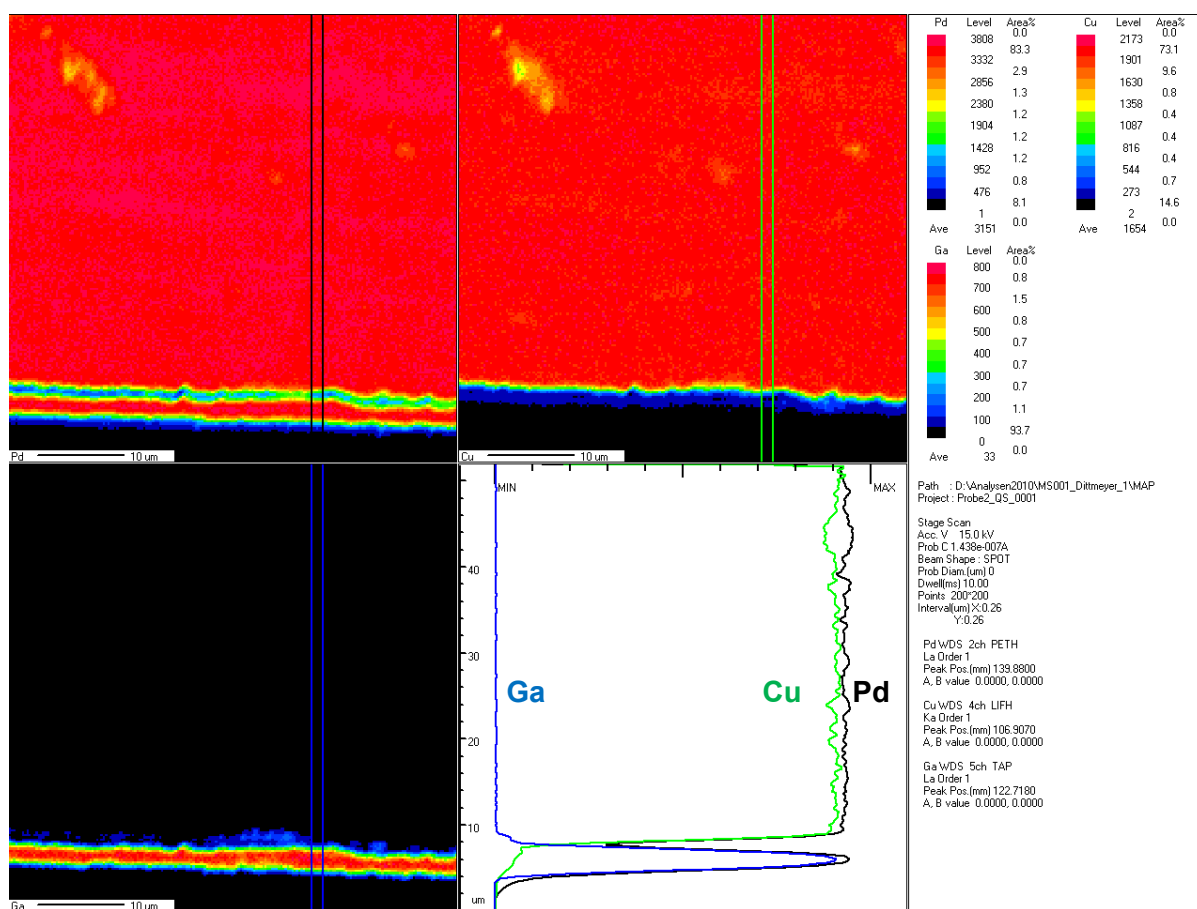 Pd Level Area%
0.0
3808
83.3
3332
2.9
2856
1.3
2380
1.2
1904
1.2
1428
1.2
952
0.8
476
8.1
1
0.0
Ave 3151
Cu Level Area%
0.0
2173
73.1
1901
9.6
1630
0.8
1358
0.4
1087
0.4
816
0.4
544
0.7
273
14.6
2
0.0
Ave 1654
Ga Level Area%
0.0
800
0.8
700
1.5
600
0.8
500
0.7
400
0.7
300
0.7
200
1.1
100
93.7
0
0.0
Ave 33
Pd 10 um
Cu 10 um
MIN MAX
40
30
Ga Cu Pd
20
10
um
Ga 10 um
Path : D:\Analysen2010\MS001_Dittmeyer_1\MAP
Project : Probe2_QS_0001
Stage Scan
Acc. V 15.0 kV
Prob C 1.438e-007A
Beam Shape : SPOT
Prob Diam.(um) 0
Dwell(ms) 10.00
Points 200*200
Interval(um) X:0.26
Y:0.26
Pd WDS 2ch PETH
La Order 1
Peak Pos.(mm) 139.8800
A, B value 0.0000, 0.0000
Cu WDS 4ch LIFH
Ka Order 1
Peak Pos.(mm) 106.9070
A, B value 0.0000, 0.0000
Ga WDS 5ch TAP
La Order 1
Peak Pos.(mm) 122.7180
A, B value 0.0000, 0.0000